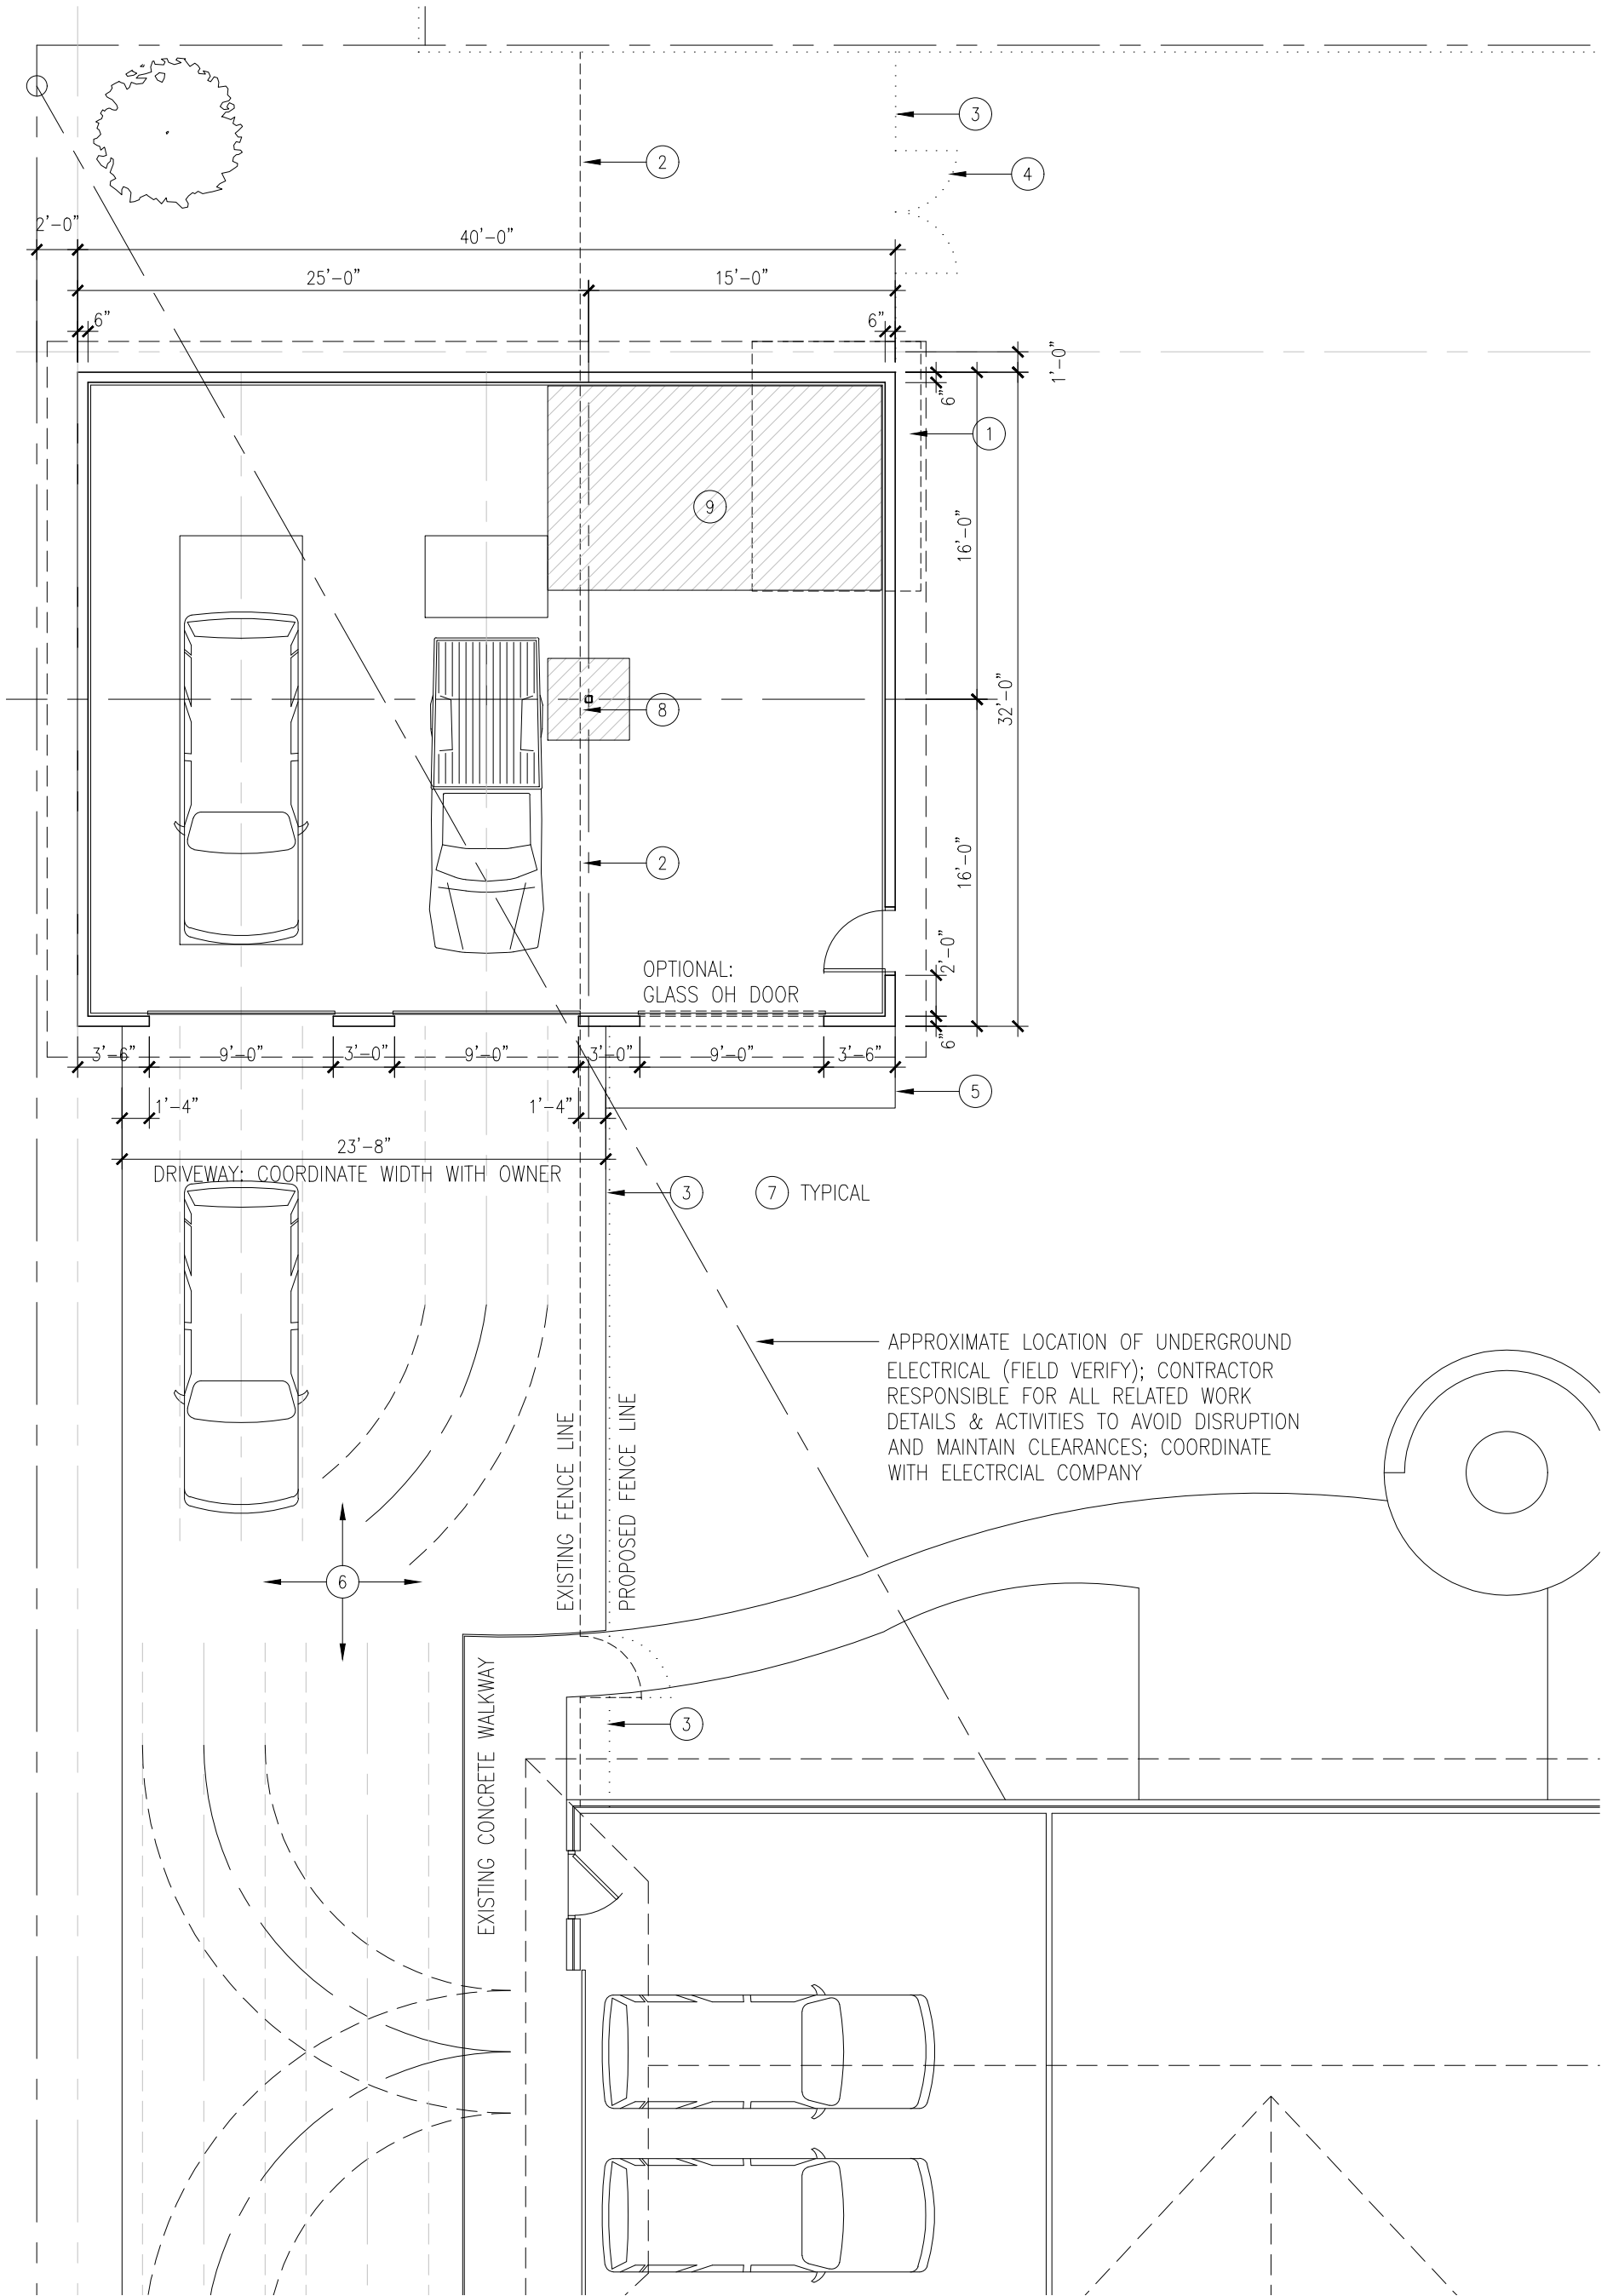 3
2
4
2'-0"
40'-0"
25'-0"
15'-0"
6"
6"
1'-0"
6"
1
9
16'-0"
32'-0"
8
16'-0"
2
2'-0"
OPTIONAL:
GLASS OH DOOR
6"
3'-6"
9'-0"
3'-0"
9'-0"
3'-0"
9'-0"
3'-6"
5
1'-4"
1'-4"
23'-8"
DRIVEWAY: COORDINATE WIDTH WITH OWNER
3
7 TYPICAL
APPROXIMATE LOCATION OF UNDERGROUND
ELECTRICAL (FIELD VERIFY); CONTRACTOR
RESPONSIBLE FOR ALL RELATED WORK
DETAILS & ACTIVITIES TO AVOID DISRUPTION
AND MAINTAIN CLEARANCES; COORDINATE
WITH ELECTRCIAL COMPANY
EXISTING FENCE LINE
PROPOSED FENCE LINE
6
EXISTING CONCRETE WALKWAY
3